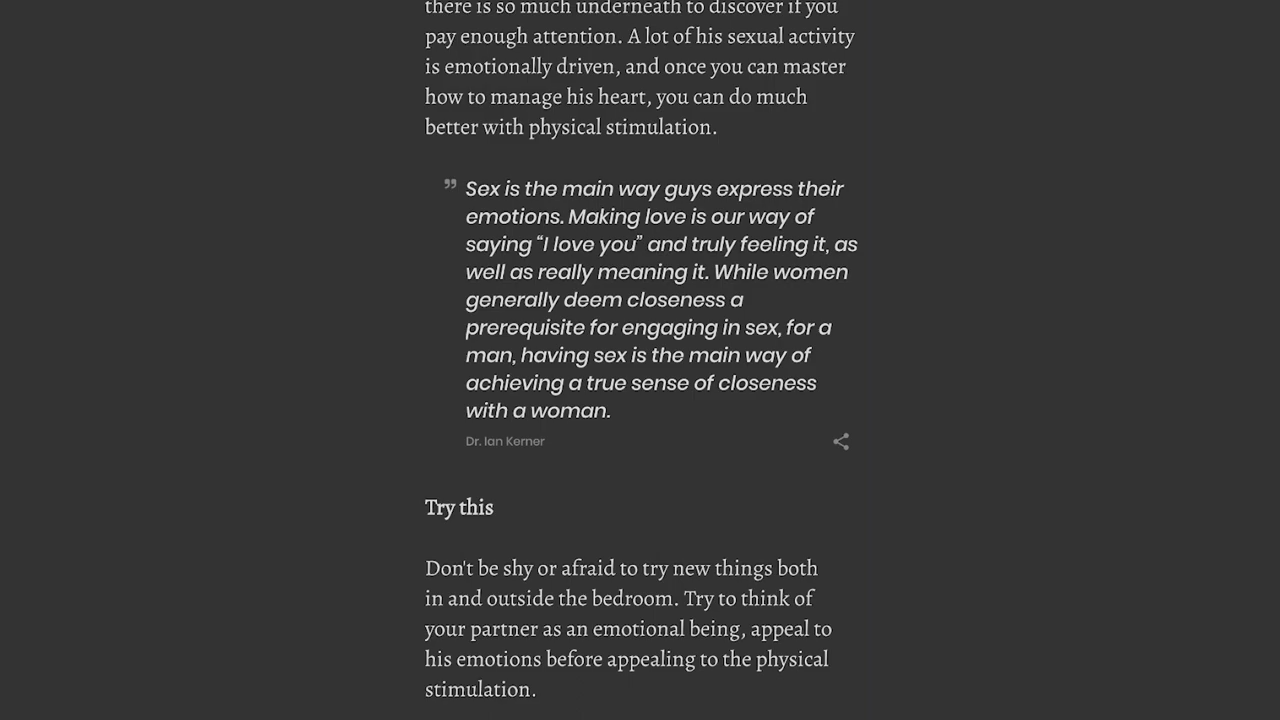 there is so much underneath to discover if you
pay enough attention. A lot of his sexual activity
is emotionally driven, and once you can master
how to manage his heart, you can do much
better with physical stimulation.
” Sex is the main way guys express their
emotions. Making love is our way of
saying “I love you” and truly feeling it, as
well as really meaning it. While women
generally deem closeness a
prerequisite for engaging in sex, for a
man, having sex is the main way of
achieving a true sense of closeness
with a woman.
Dr. Ian Kerner
Try this
Don't be shy or afraid to try new things both
in and outside the bedroom. Try to think of
your partner as an emotional being, appeal to
his emotions before appealing to the physical
stimulation.